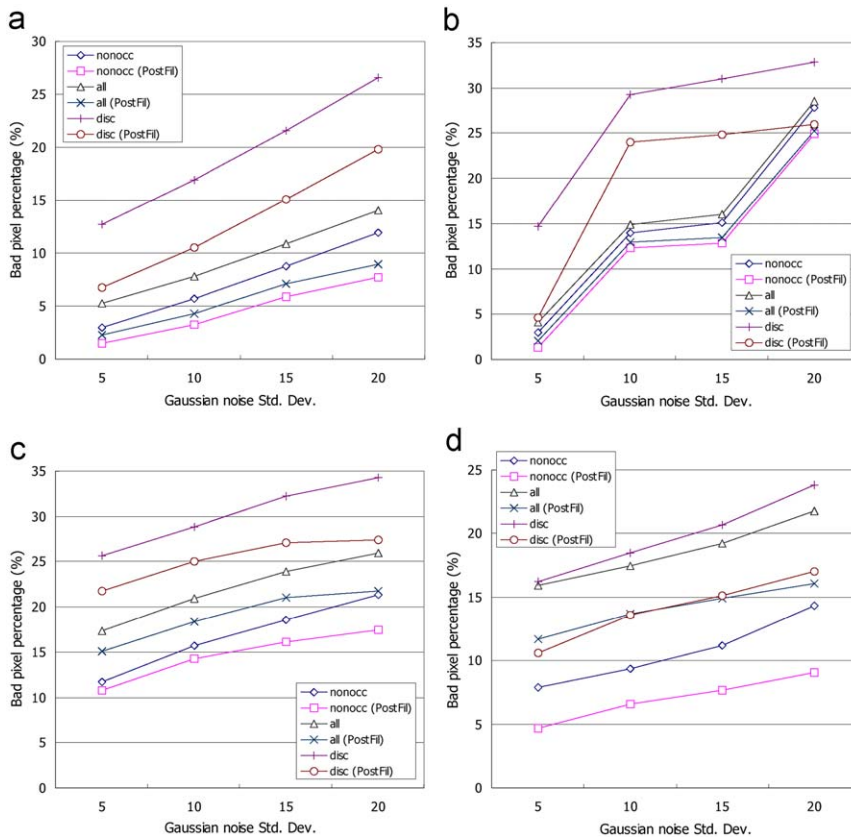 a
30
25
20
15
10
5
0
Bad pixel percentage (%)
nonocc
nonocc (PostFil)
all
all (PostFil)
disc
disc (PostFil)
5 10 15 20
Gaussian noise Std. Dev.
b
35
30
25
20
15
10
5
0
Bad pixel percentage (%)
nonocc
nonocc (PostFil)
all
all (PostFil)
disc
disc (PostFil)
5 10 15 20
Gaussian noise Std. Dev.
c
35
30
25
20
15
10
5
0
Bad pixel percentage (%)
nonocc
nonocc (PostFil)
all
all (PostFil)
disc
disc (PostFil)
5 10 15 20
Gaussian noise Std. Dev.
d
25
20
15
10
5
0
Bad pixel percentage (%)
nonocc
nonocc (PostFil)
all
all (PostFil)
disc
disc (PostFil)
5 10 15 20
Gaussian noise Std. Dev.